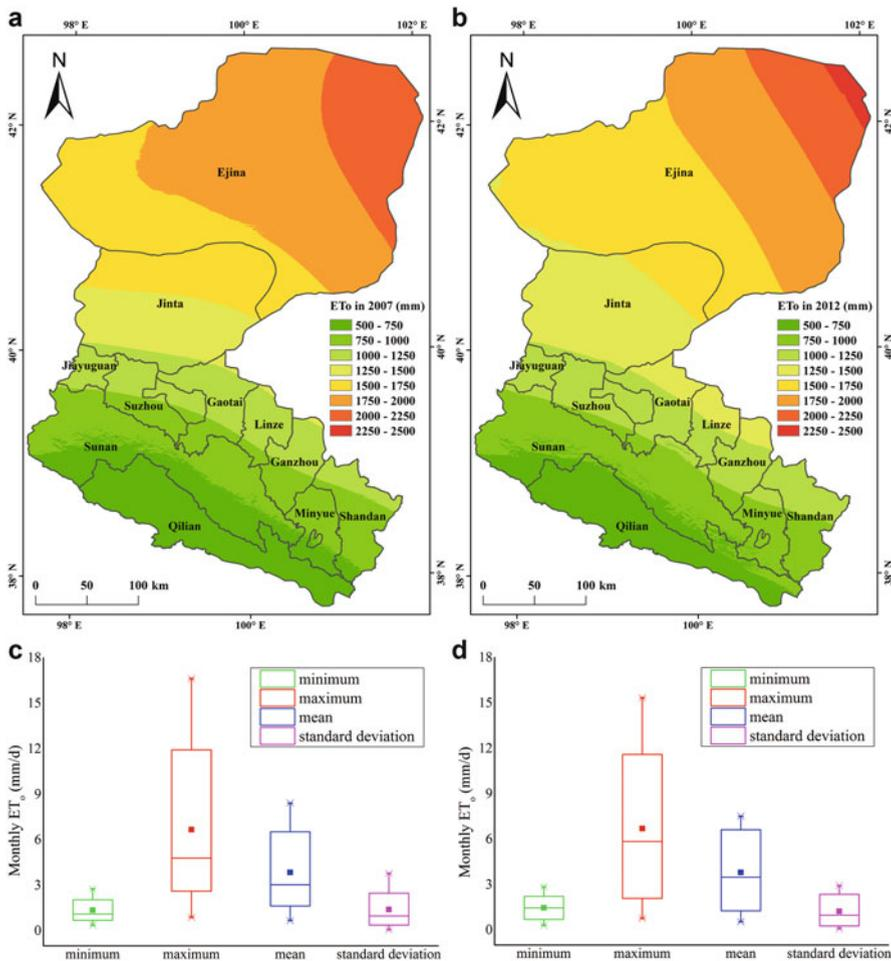 a
98° E
100° E
102° E
N
42° N
Ejina
Jinta
ETo in 2007 (mm)
500 - 750
750 - 1000
1000 - 1250
1250 - 1500
1500 - 1750
1750 - 2000
2000 - 2250
2250 - 2500
40° N
Jiayuguan
Suzhou
Gaotai
Linze
Sunan
Ganzhou
Minyue
Shandan
Qilian
38° N
0 50 100 km
98° E
100° E
b
98° E
100° E
102° E
N
42° N
42° N
Ejina
Jinta
ETo in 2012 (mm)
500 - 750
750 - 1000
1000 - 1250
1250 - 1500
1500 - 1750
1750 - 2000
2000 - 2250
2250 - 2500
40° N
40° N
Jiayuguan
Suzhou
Gaotai
Linze
Sunan
Ganzhou
Minyue
Shandan
Qilian
38° N
38° N
0 50 100 km
98° E
100° E
c
Monthly ETo (mm/d)
18
15
12
9
6
3
0
minimum
maximum
mean
standard deviation
minimum maximum mean standard deviation
d
Monthly ETo (mm/d)
18
15
12
9
6
3
0
minimum
maximum
mean
standard deviation
minimum maximum mean standard deviation